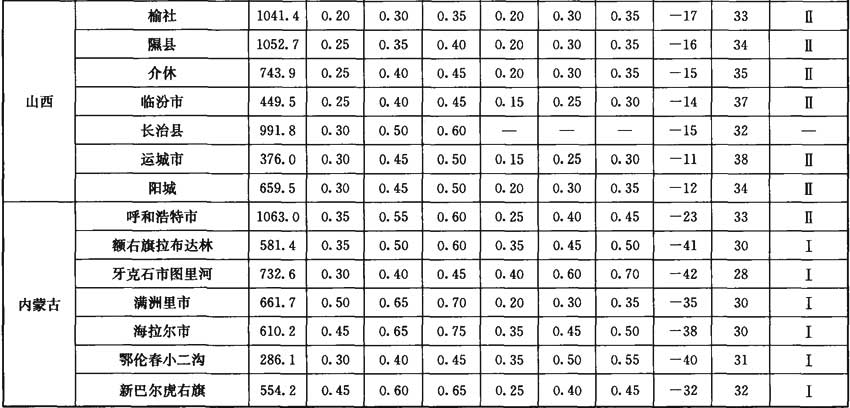 山西 榆社 1041.4 0.20 0.30 0.35 0.20 0.30 0.35 −17 33 Ⅱ
隰县 1052.7 0.25 0.35 0.40 0.20 0.30 0.35 −16 34 Ⅱ
介休 743.9 0.25 0.40 0.45 0.20 0.30 0.35 −15 35 Ⅱ
临汾市 449.5 0.25 0.40 0.45 0.15 0.25 0.30 −14 37 Ⅱ
长治县 991.8 0.30 0.50 0.60 — — — −15 32 —
运城市 376.0 0.30 0.45 0.50 0.15 0.25 0.30 −11 38 Ⅱ
阳城 659.5 0.30 0.45 0.50 0.20 0.30 0.35 −12 34 Ⅱ
内蒙古 呼和浩特市 1063.0 0.35 0.55 0.60 0.25 0.40 0.45 −23 33 Ⅱ
额右旗拉布达林 581.4 0.35 0.50 0.60 0.35 0.45 0.50 −41 30 Ⅰ
牙克石市图里河 732.6 0.30 0.40 0.45 0.40 0.60 0.70 −42 28 Ⅰ
满洲里市 661.7 0.50 0.65 0.70 0.20 0.30 0.35 −35 30 Ⅰ
海拉尔市 610.2 0.45 0.65 0.75 0.35 0.45 0.50 −38 30 Ⅰ
鄂伦春小二沟 286.1 0.30 0.40 0.45 0.35 0.50 0.55 −40 31 Ⅰ
新巴尔虎右旗 554.2 0.45 0.60 0.65 0.25 0.40 0.45 −32 32 Ⅰ